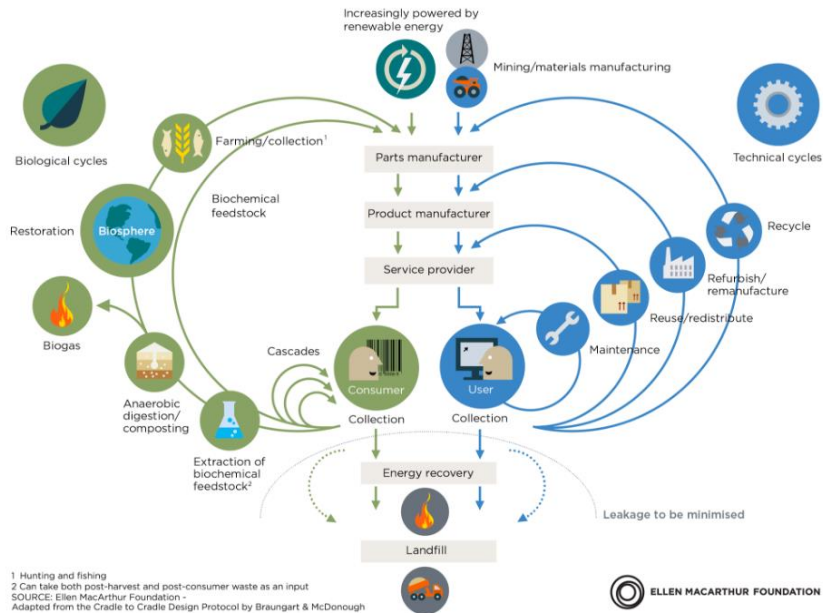 Increasingly powered by
renewable energy
Mining/materials manufacturing
Biological cycles
Farming/collection1
Technical cycles
Parts manufacturer
Biochemical
feedstock
Product manufacturer
Restoration
Biosphere
Recycle
Service provider
Refurbish/
remanufacture
Biogas
Reuse/redistribute
Cascades
Maintenance
Consumer
User
Anaerobic
digestion/
composting
Collection
Collection
Extraction of
biochemical
feedstock2
Energy recovery
Leakage to be minimised
Landfill
1 Hunting and fishing
2 Can take both post-harvest and post-consumer waste as an input
SOURCE: Ellen MacArthur Foundation -
Adapted from the Cradle to Cradle Design Protocol by Braungart & McDonough
ELLEN MACARTHUR FOUNDATION